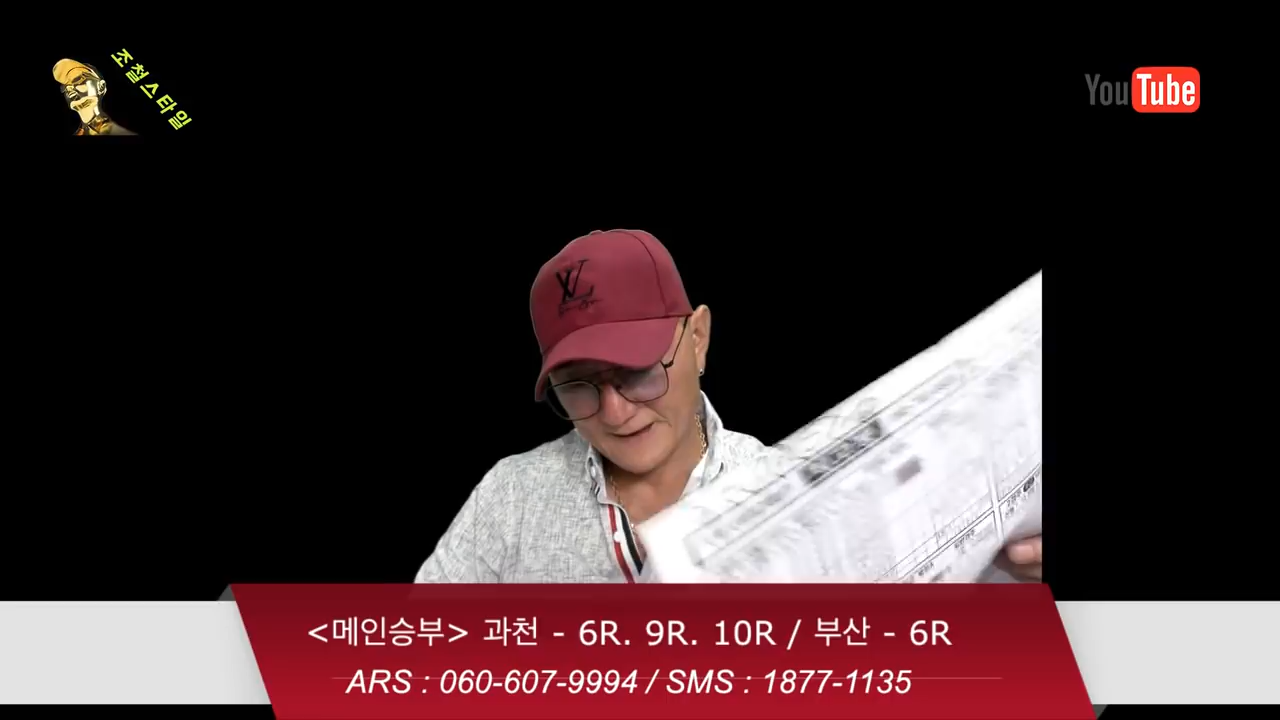 조철스타일
YouTube
<메인승부> 과천 - 6R. 9R. 10R / 부산 - 6R
ARS : 060-607-9994 / SMS : 1877-1135